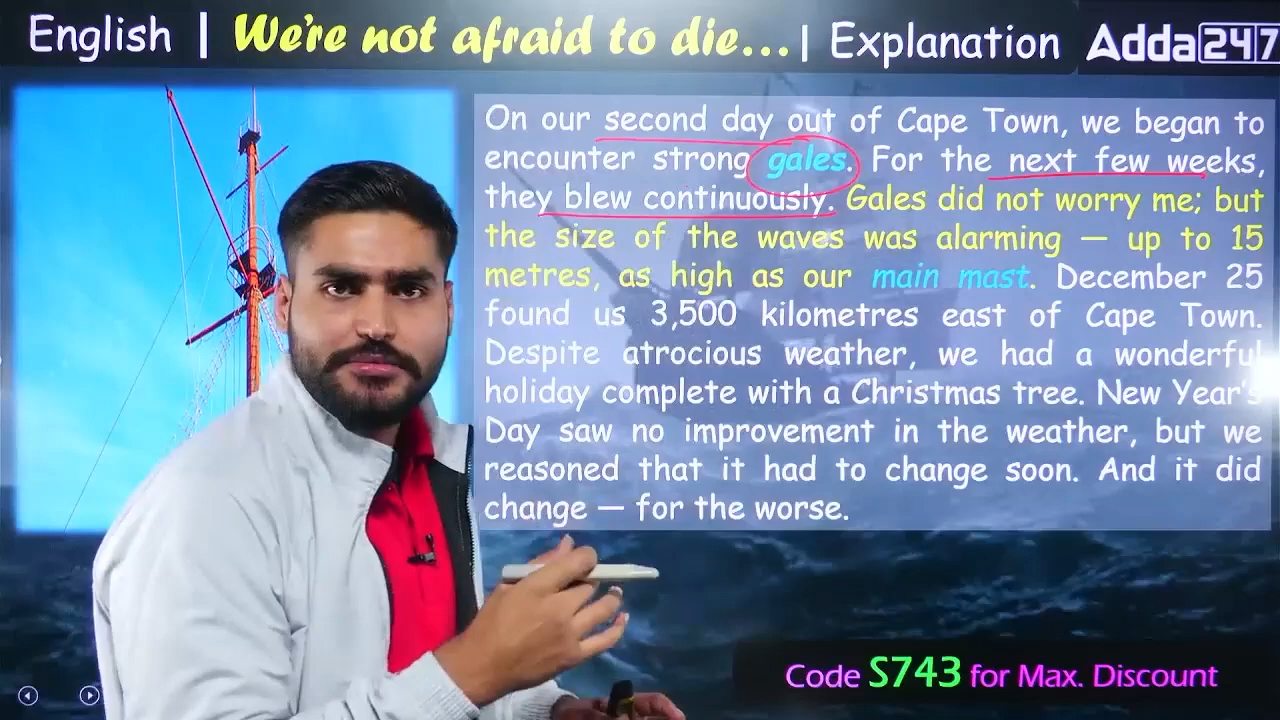 English | We're not afraid to die... | Explanation Adda 247
On our second day out of Cape Town, we began to
encounter strong gales. For the next few weeks,
they blew continuously. Gales did not worry me; but
the size of the waves was alarming — up to 15
metres, as high as our main mast. December 25
found us 3,500 kilometres east of Cape Town.
Despite atrocious weather, we had a wonderful
holiday complete with a Christmas tree. New Year's
Day saw no improvement in the weather, but we
reasoned that it had to change soon. And it did
change — for the worse.
Code S743 for Max. Discount